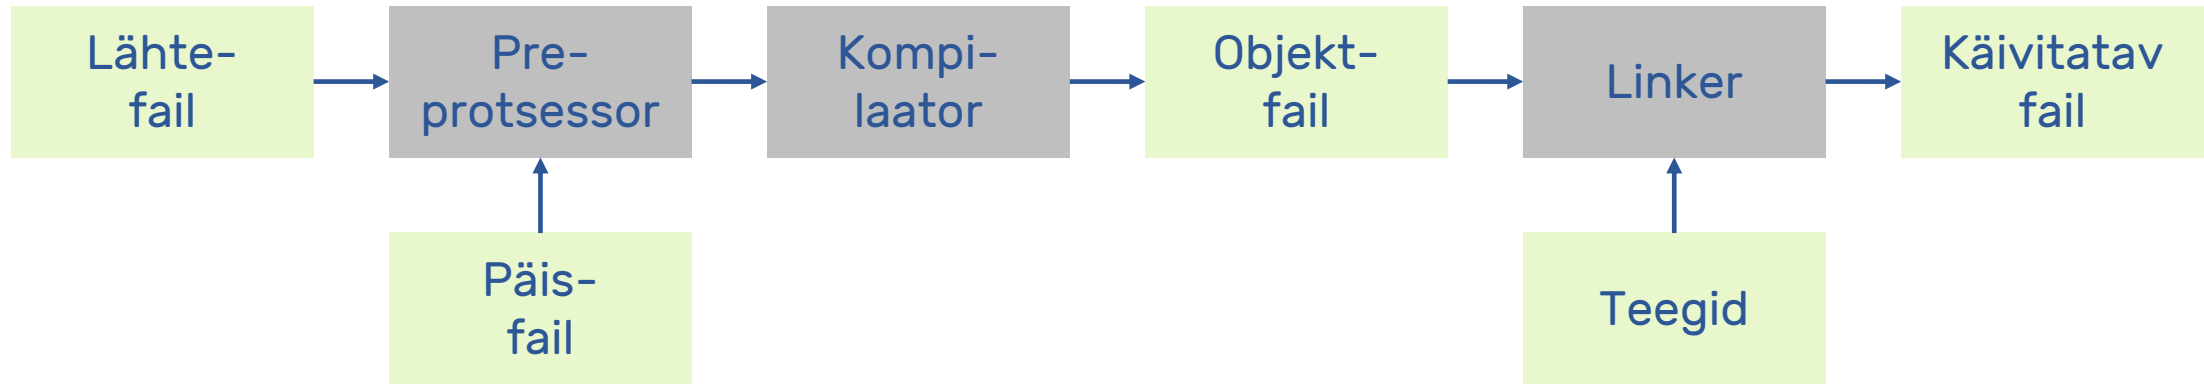 Lähte-
fail
Pre-
protsessor
Kompi-
laator
Objekt-
fail
Linker
Käivitatav
fail
Päis-
fail
Teegid